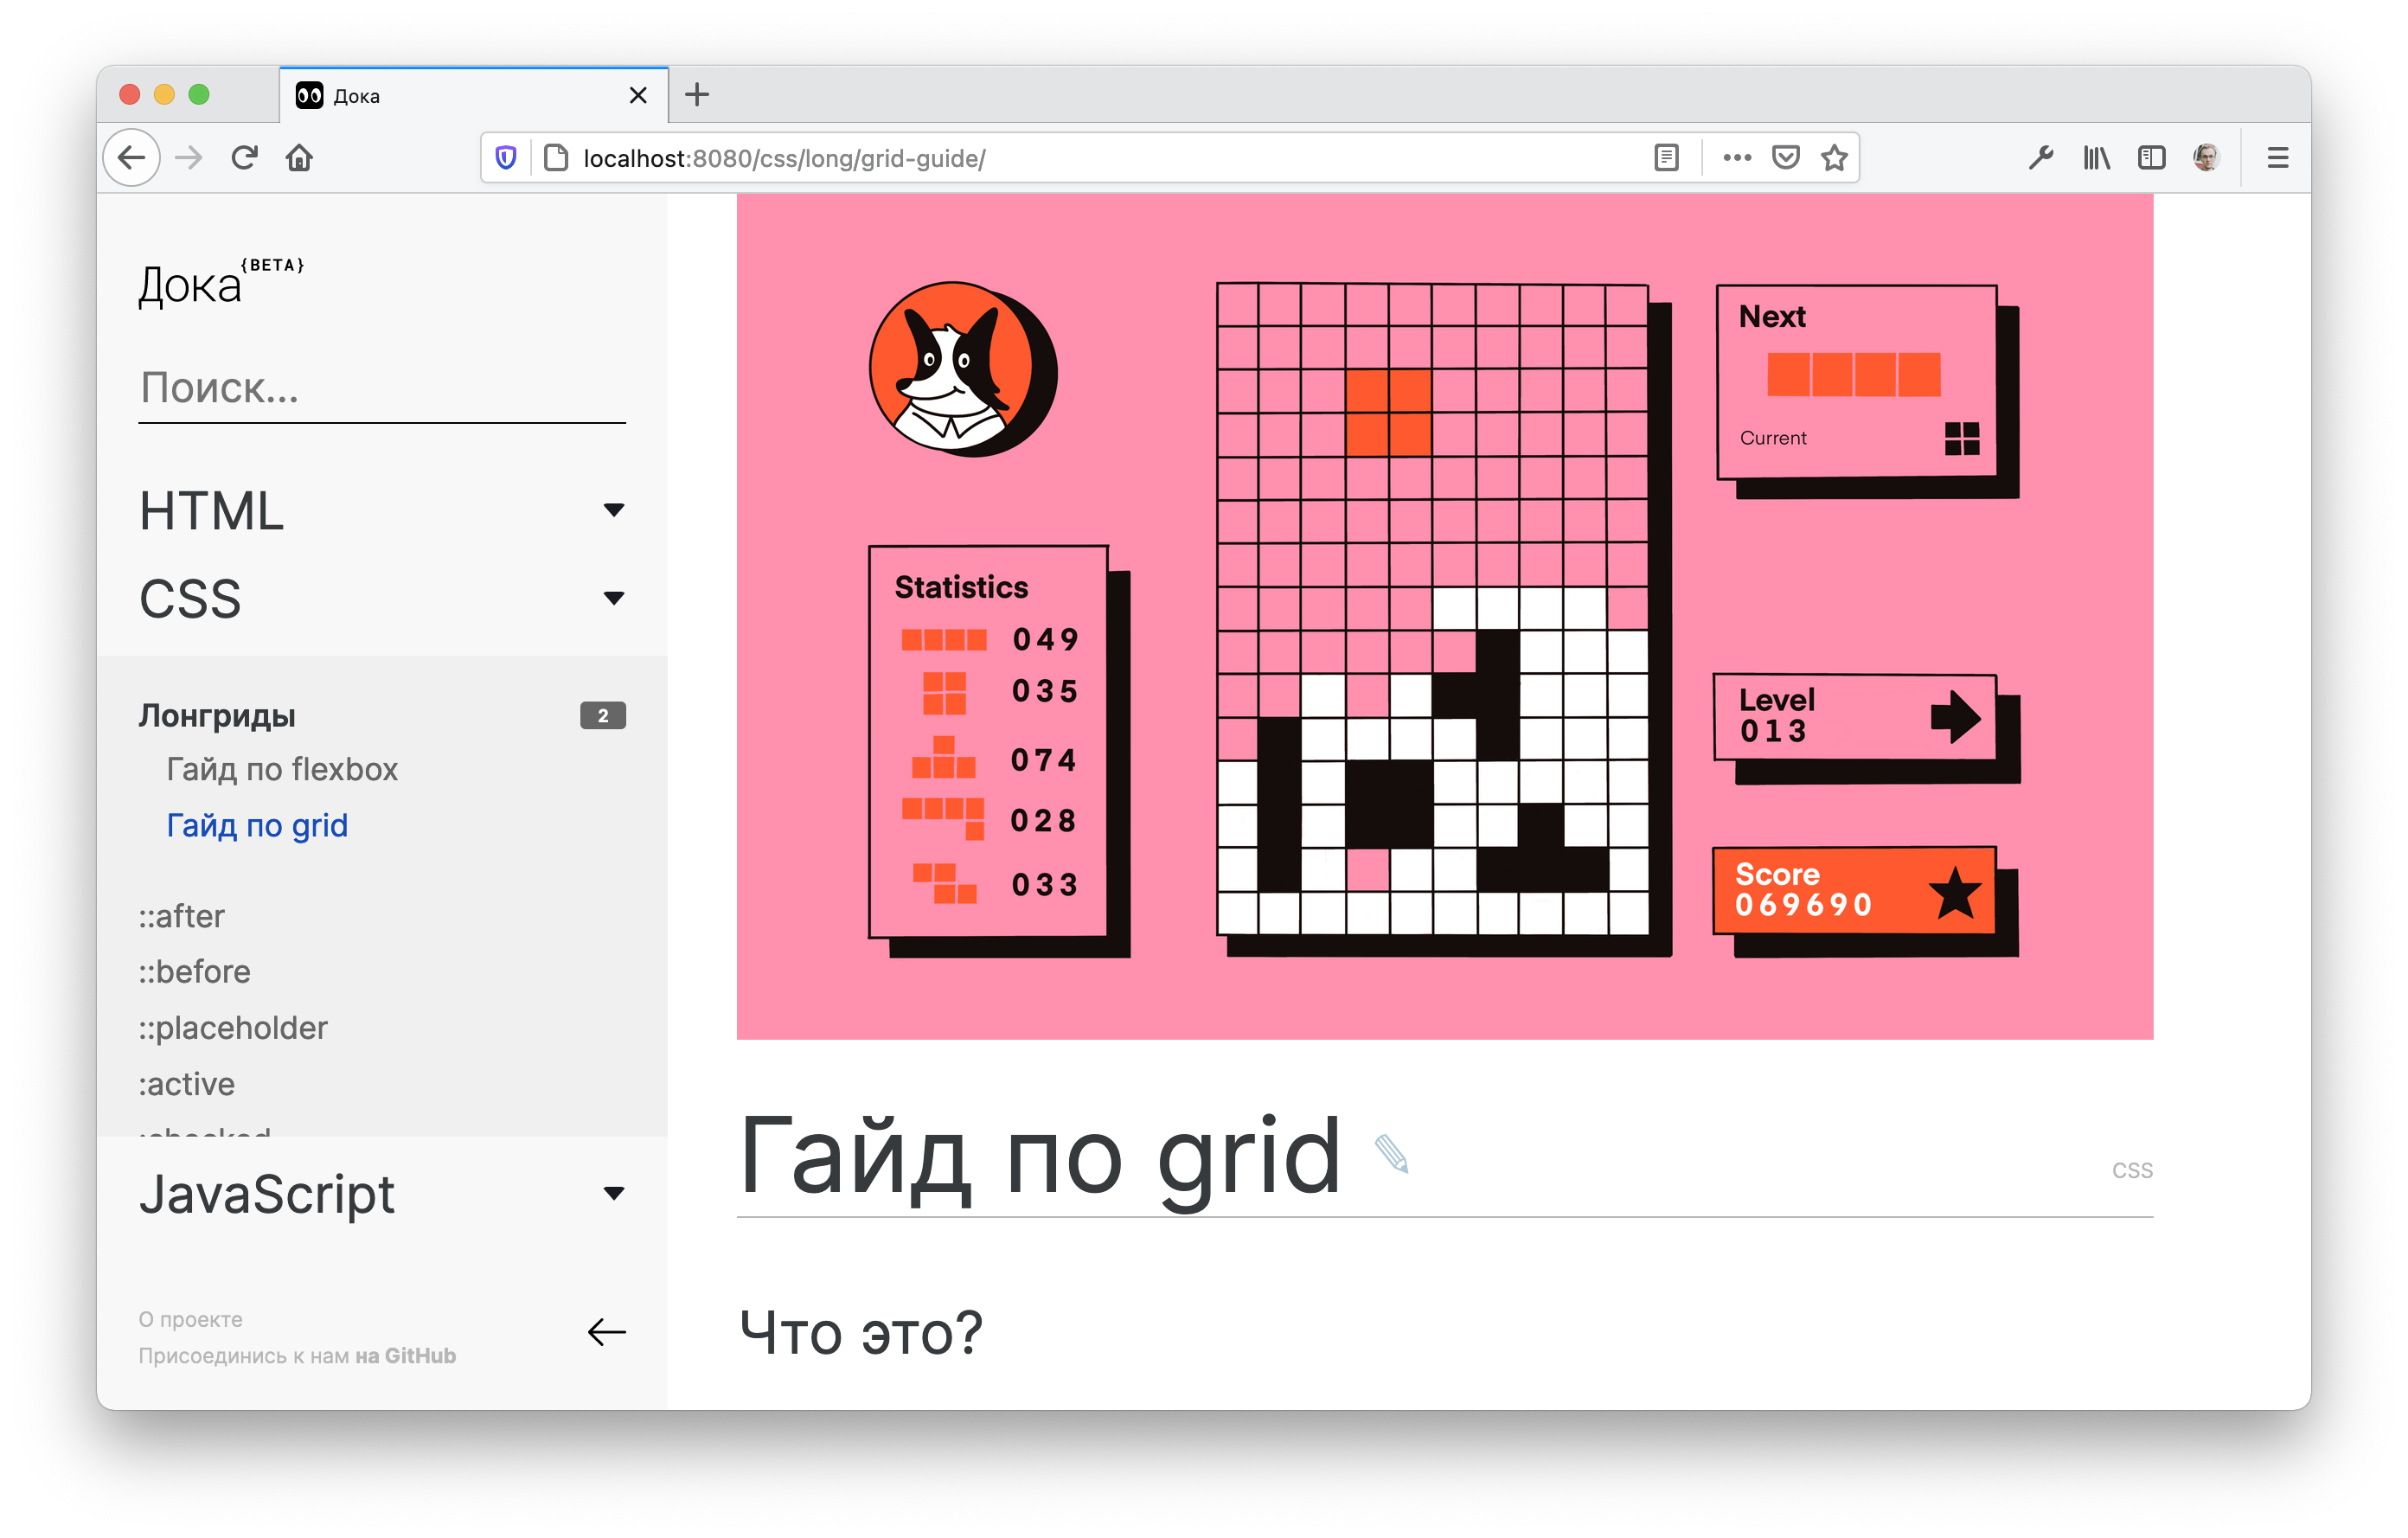 Дока
localhost:8080/css/long/grid-guide/
Дока{BETA}
Поиск...
HTML
CSS
Лонгриды 2
Гайд по flexbox
Гайд по grid
::after
::before
::placeholder
:active
JavaScript
О проекте
Присоединись к нам на GitHub
Statistics
049
035
074
028
033
Next
Current
Level
013
Score
069690
Гайд по grid
CSS
Что это?